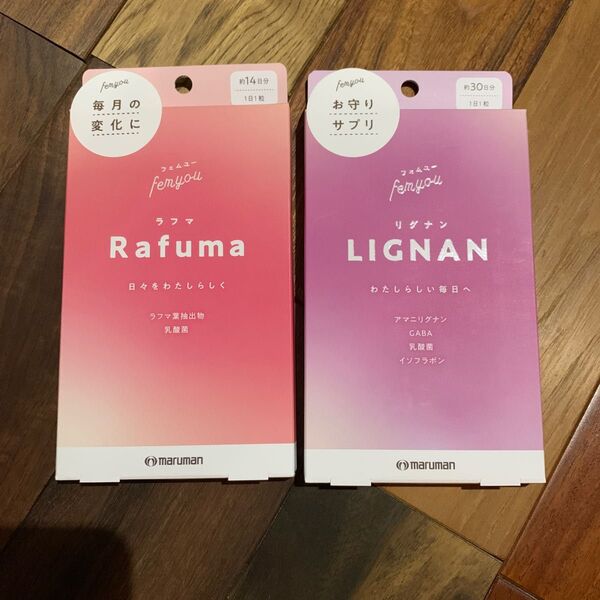 femyou
毎月の
変化に
約14日分
1日1粒
フェムユー
femyou
ラフマ
Rafuma
日々をわたしらしく
ラフマ葉抽出物
乳酸菌
maruman
femyou
お守り
サプリ
約30日分
1日1粒
フェムユー
femyou
リグナン
LIGNAN
わたしらしい毎日へ
アマニリグナン
GABA
乳酸菌
イソフラボン
maruman